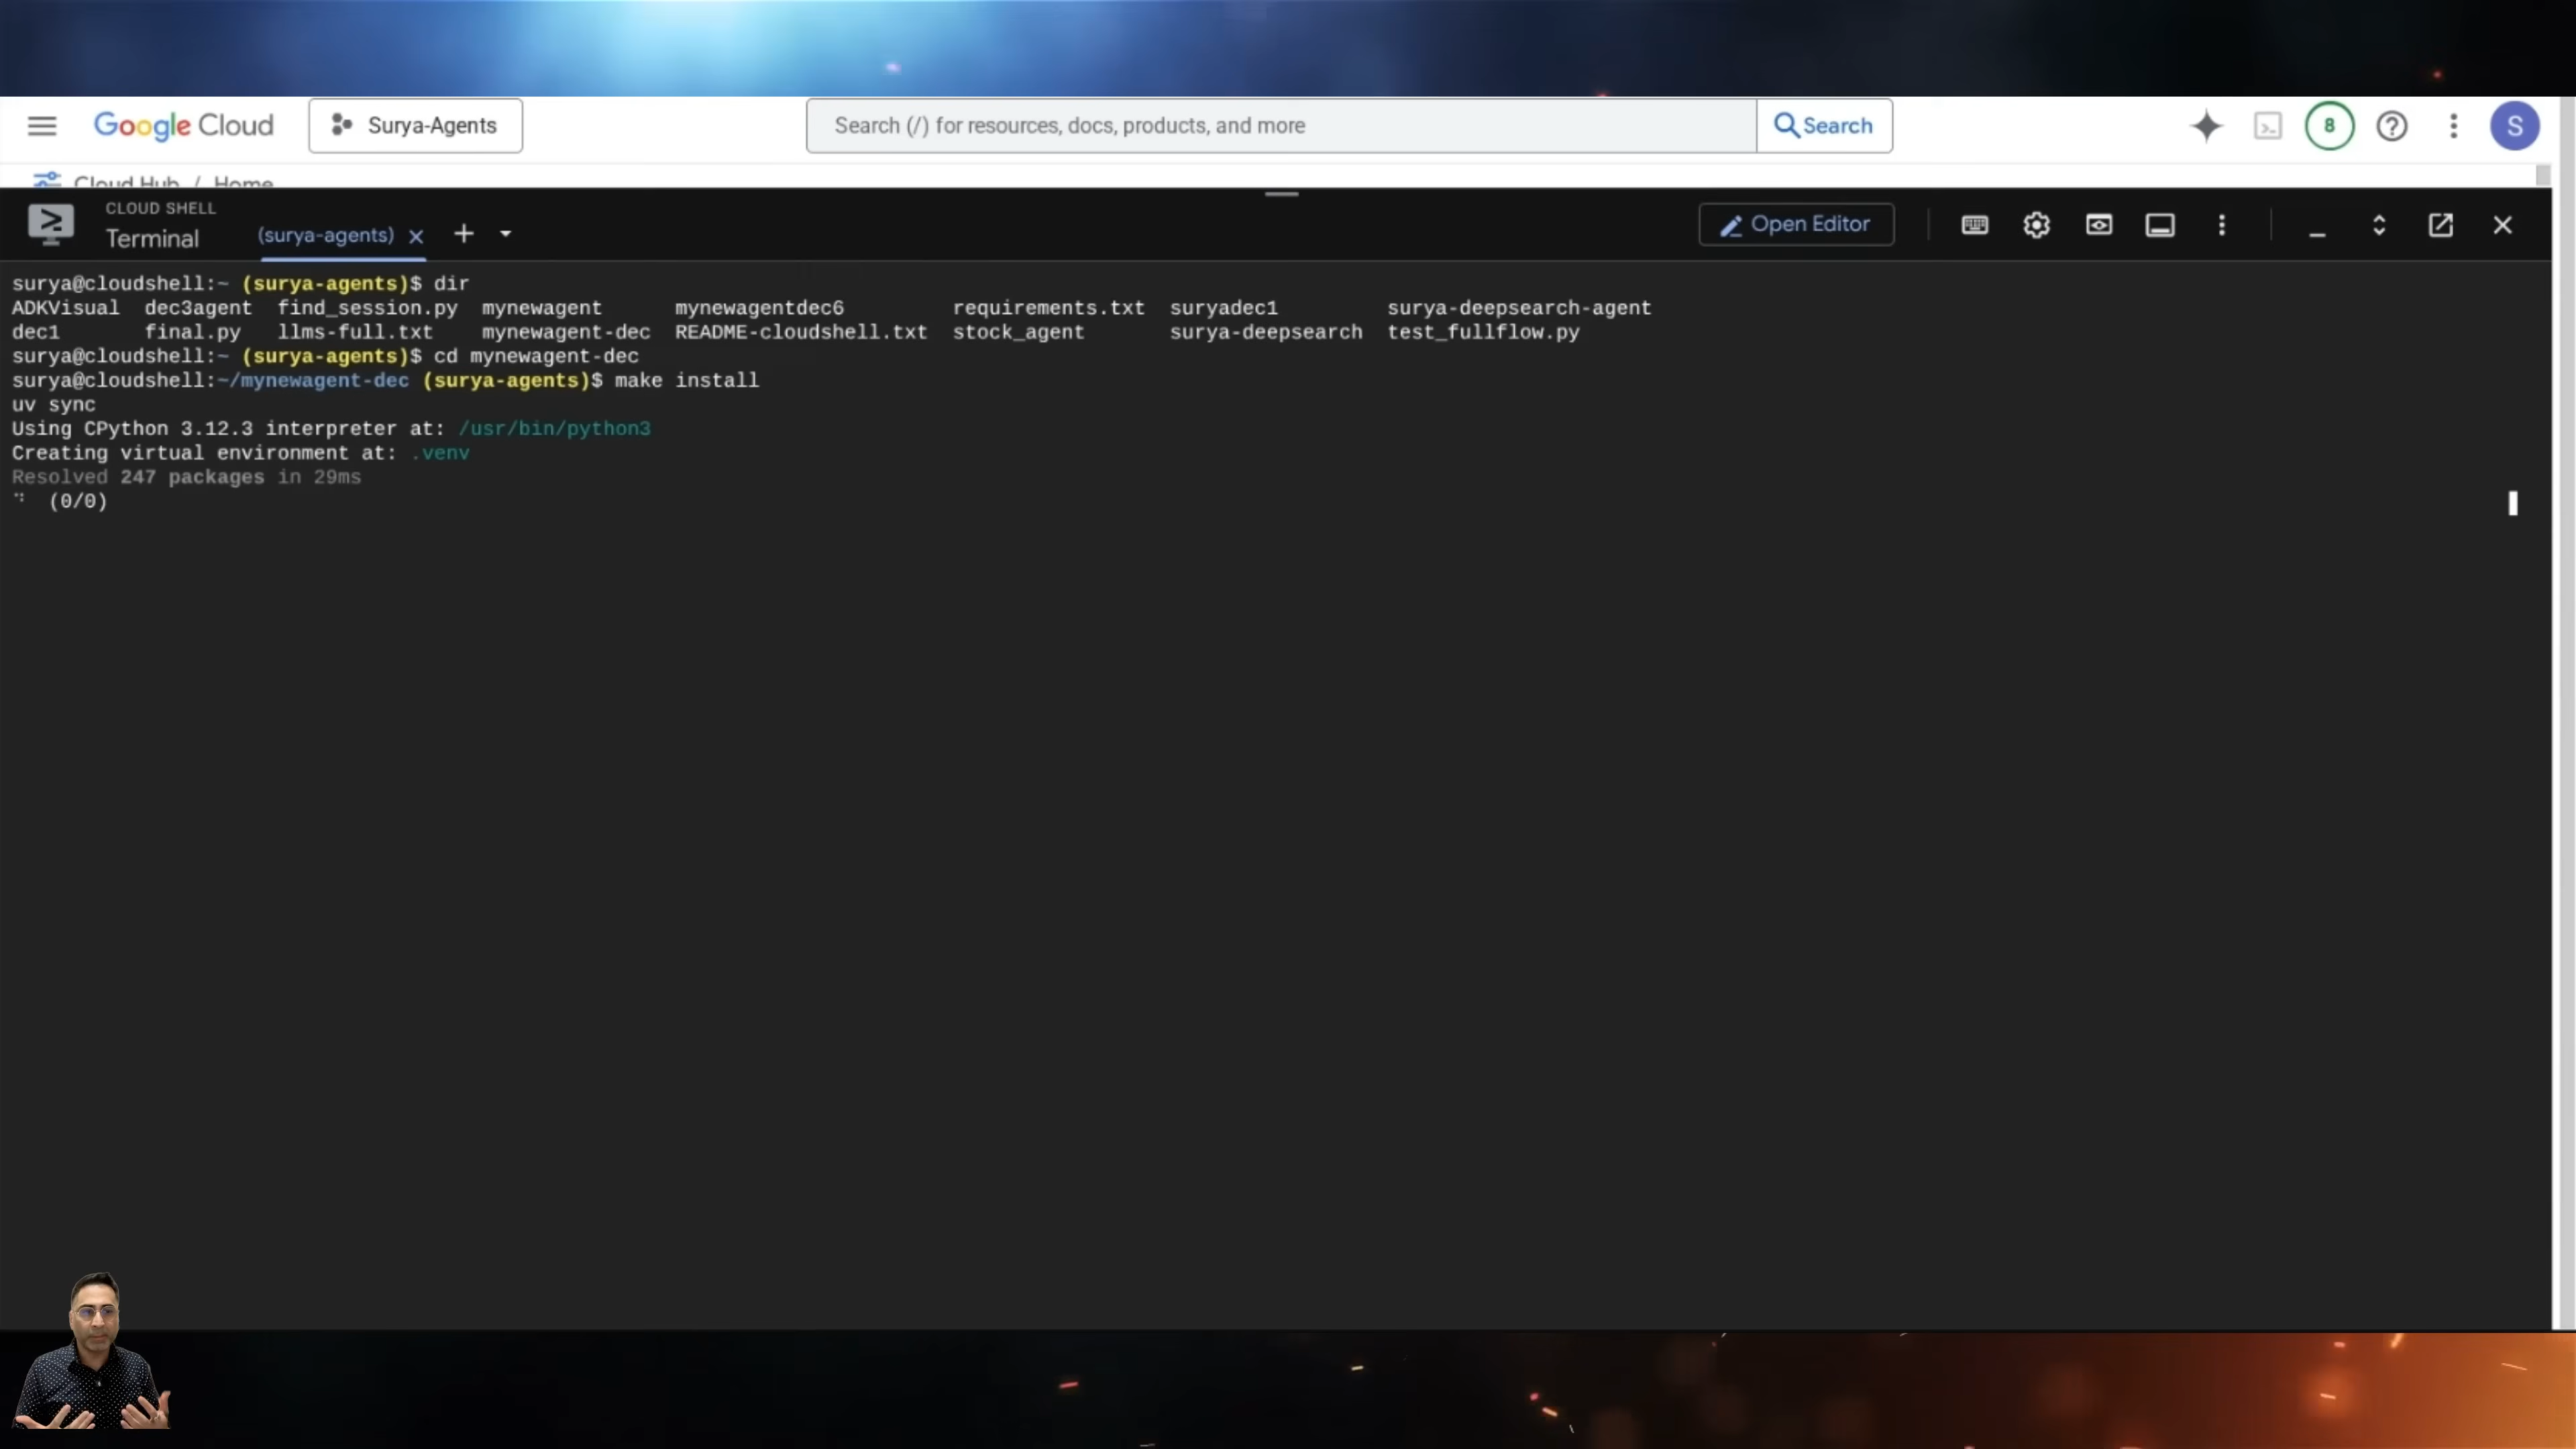 Google Cloud
Surya-Agents
Search (/) for resources, docs, products, and more
Search
8
S
Cloud Hub / Home
CLOUD SHELL
Terminal
(surya-agents)
Open Editor
surya@cloudshell:~ (surya-agents)$ dir
ADKVisual dec3agent find_session.py mynewagent mynewagentdec6 requirements.txt suryadec1 surya-deepsearch-agent
dec1 final.py llms-full.txt mynewagent-dec README-cloudshell.txt stock_agent surya-deepsearch test_fullflow.py
surya@cloudshell:~ (surya-agents)$ cd mynewagent-dec
surya@cloudshell:~/mynewagent-dec (surya-agents)$ make install
uv sync
Using CPython 3.12.3 interpreter at: /usr/bin/python3
Creating virtual environment at: .venv
Resolved 247 packages in 29ms
(0/0)